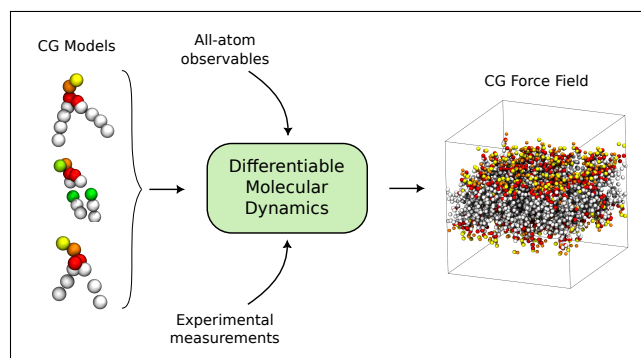 CG Models
All-atom
observables
Differentiable
Molecular
Dynamics
Experimental
measurements
CG Force Field